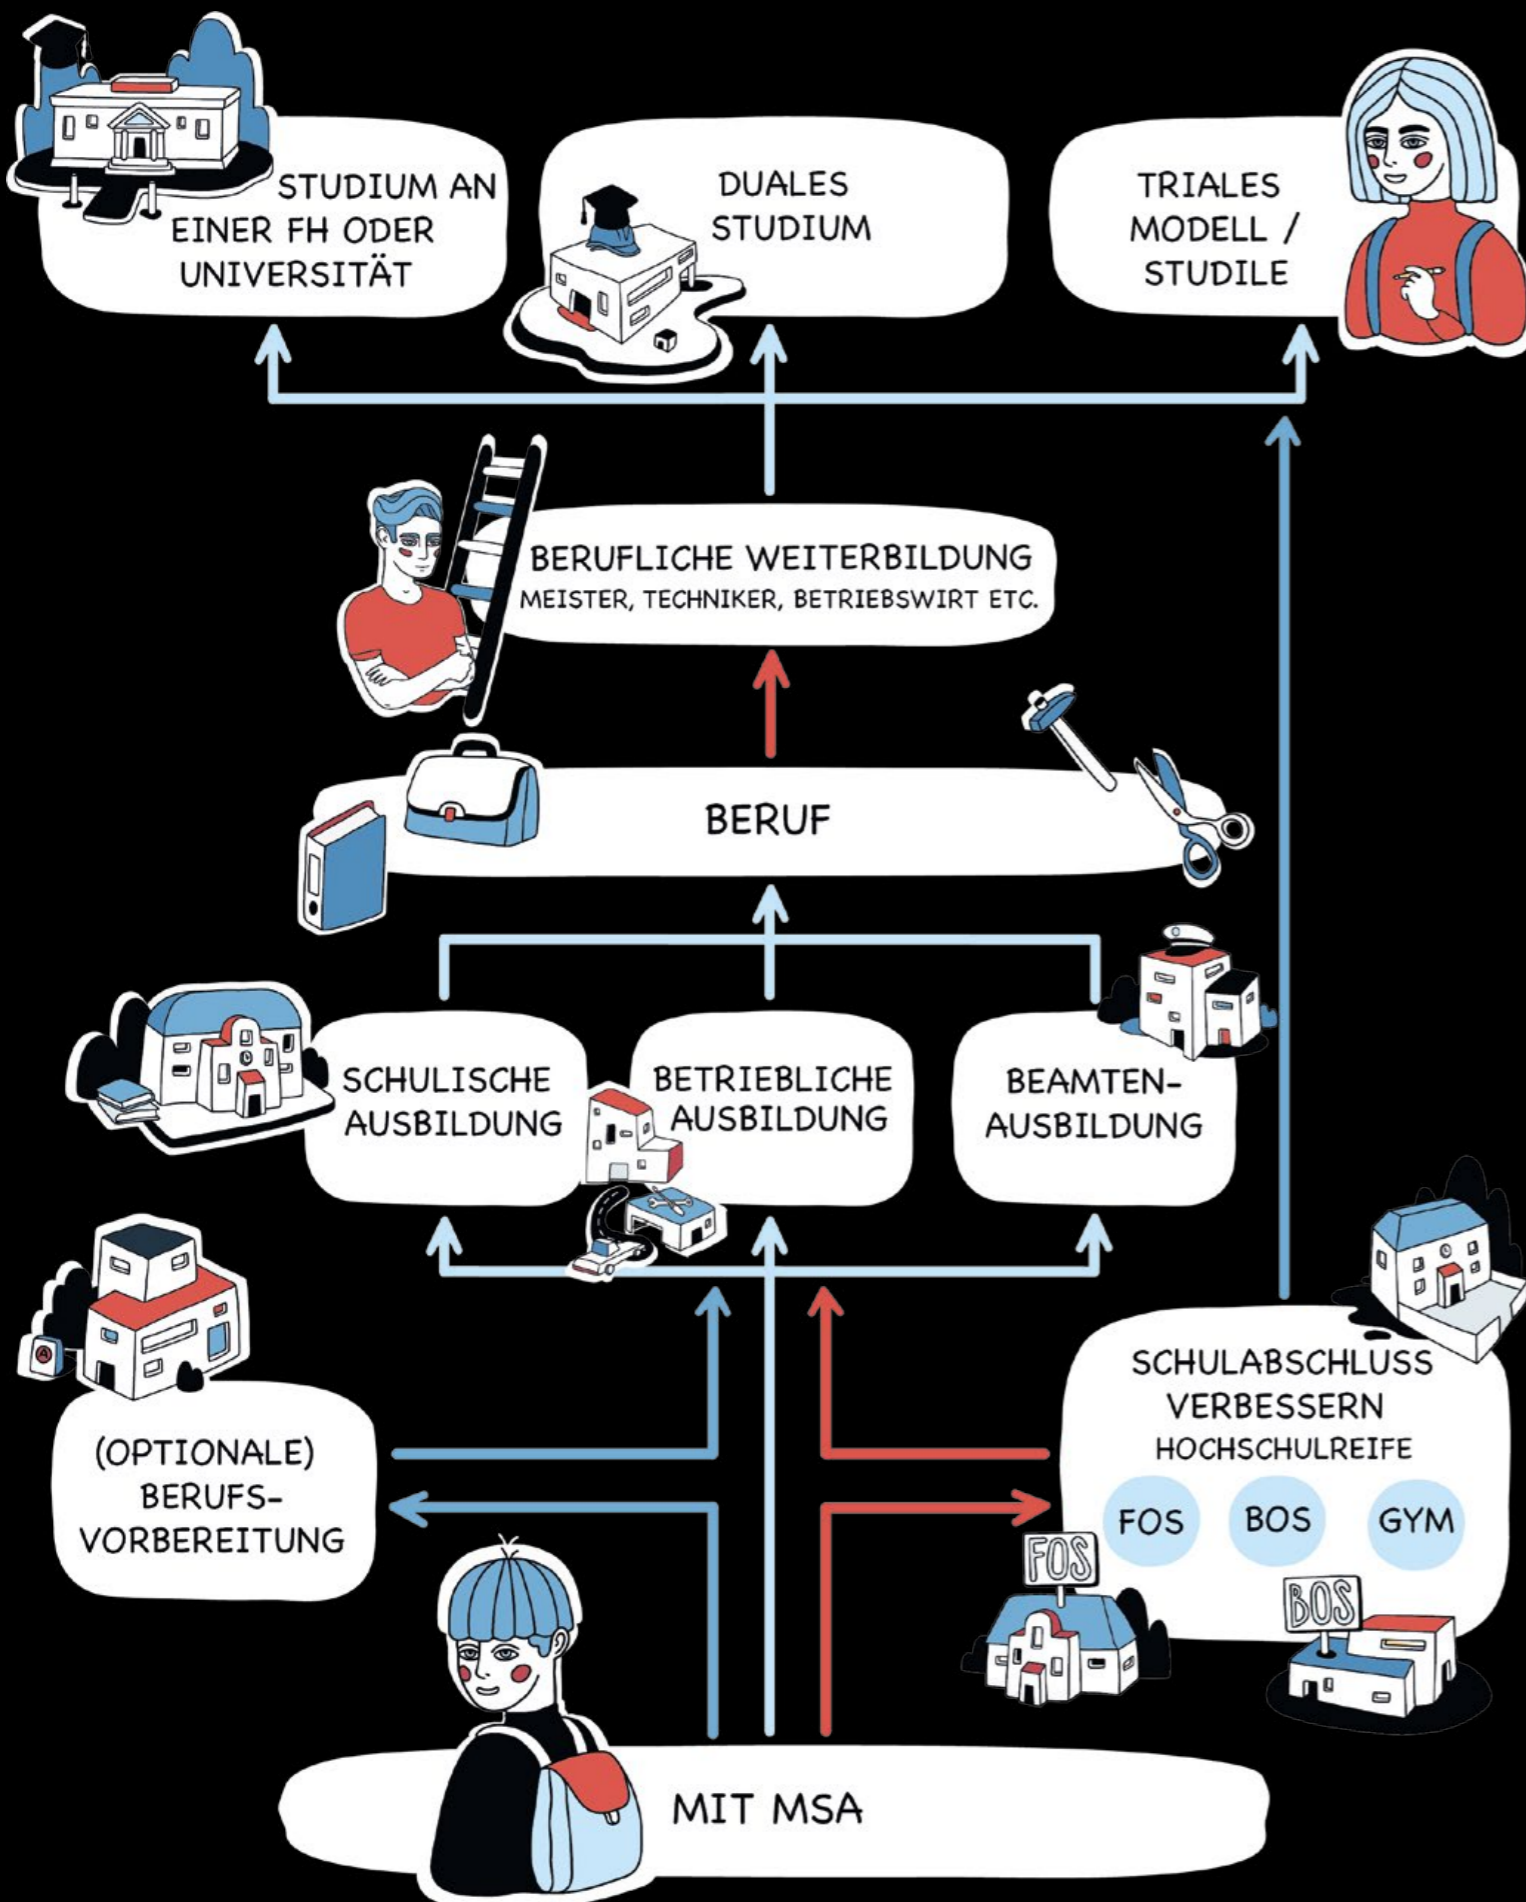 STUDIUM AN
EINER FH ODER
UNIVERSITÄT
DUALES
STUDIUM
TRIALES
MODELL /
STUDILE
BERUFLICHE WEITERBILDUNG
MEISTER, TECHNIKER, BETRIEBSWIRT ETC.
BERUF
SCHULISCHE
AUSBILDUNG
BETRIEBLICHE
AUSBILDUNG
BEAMTEN-
AUSBILDUNG
(OPTIONALE)
BERUFS-
VORBEREITUNG
A
SCHULABSCHLUSS
VERBESSERN
HOCHSCHULREIFE
FOS
BOS
GYM
FOS
BOS
MIT MSA